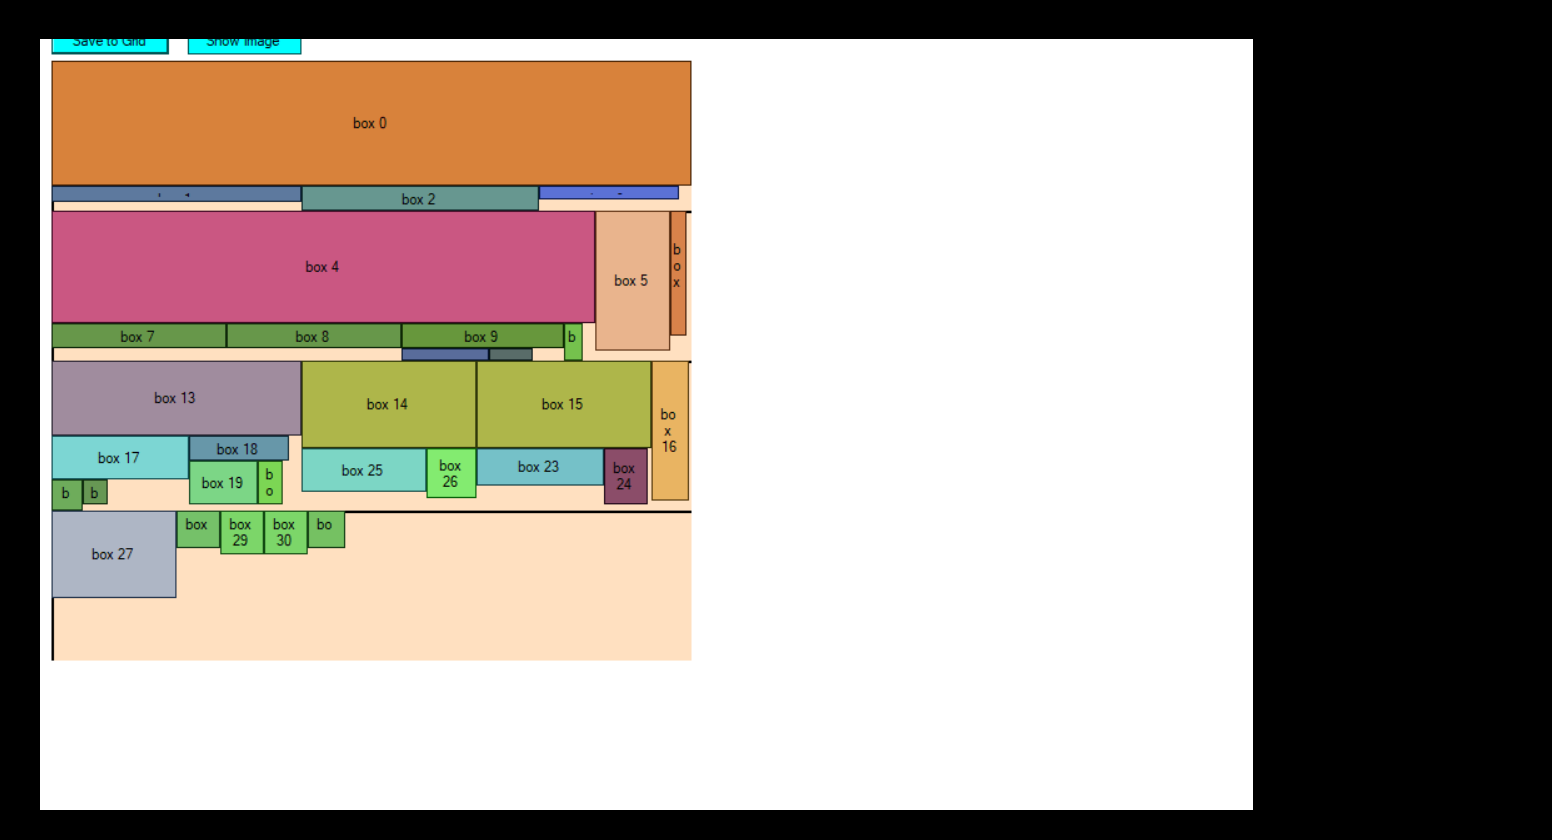 Save to Grid
Show Image
box 0
box 2
box 4
box 5
b
o
x
box 7
box 8
box 9
b
box 13
box 14
box 15
bo
x
16
box 17
box 18
box 19
b
o
b
b
box 25
box
26
box 23
box
24
box 27
box
box
29
box
30
bo